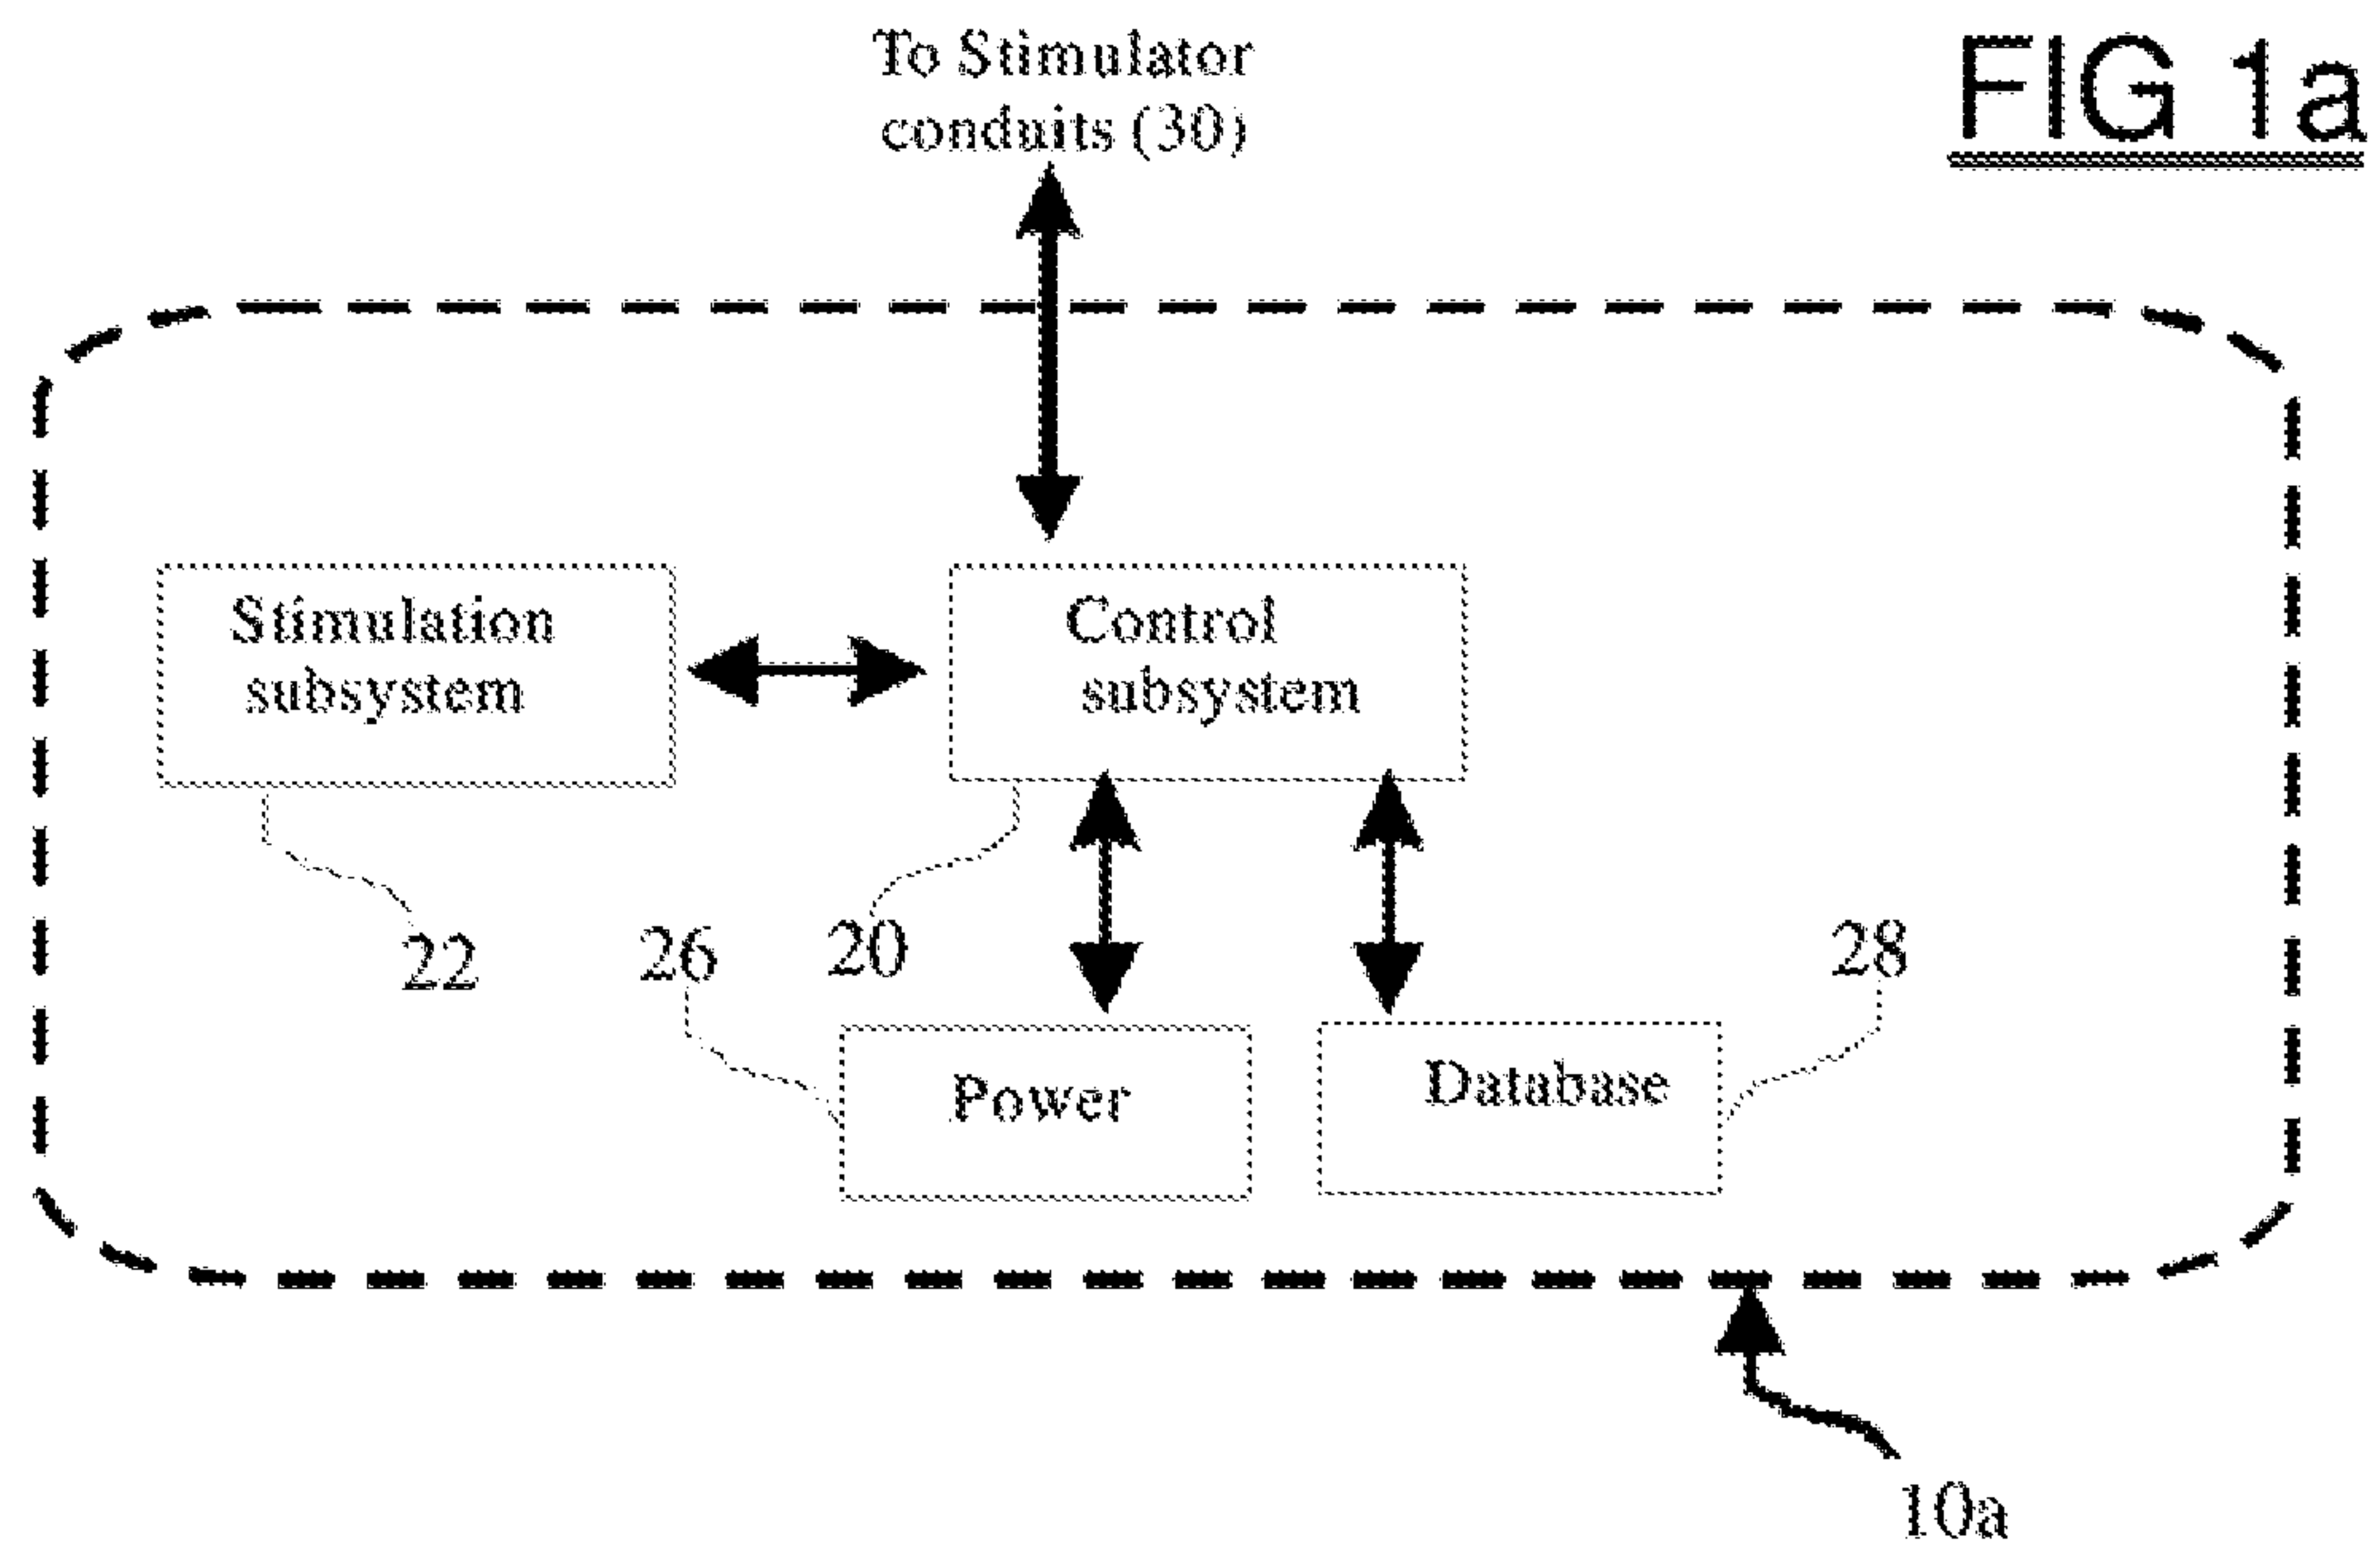 To Stimulator
conduits (30)
FIG 1a
Stimulation
subsystem
Control
subsystem
22
26
20
28
Power
Database
10a